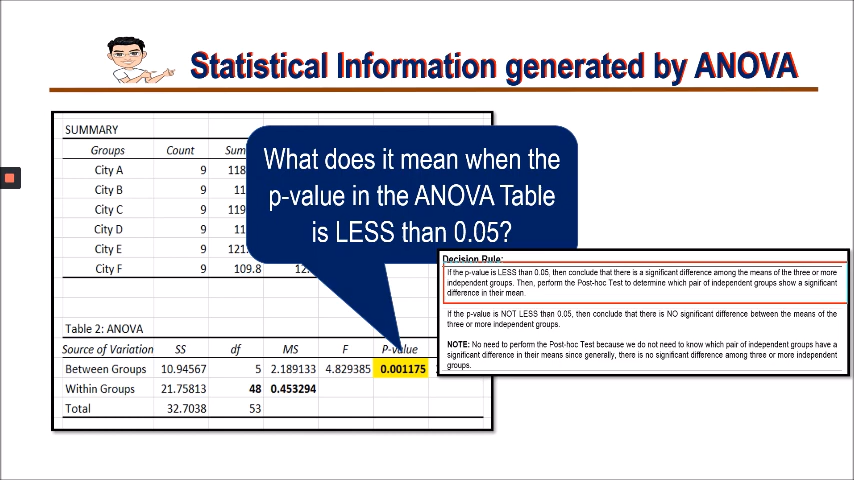 Statistical Information generated by ANOVA
SUMMARY
Groups Count
City A 9 118
City B 9 11
City C 9 119
City D 9 11
City E 9 121.
City F 9 109.8 12.
What does it mean when the
p-value in the ANOVA Table
is LESS than 0.05?
Decision Rule:
If the p-value is LESS than 0.05, then conclude that there is a significant difference among the means of the three or more
independent groups. Then, perform the Post-hoc Test to determine which pair of independent groups show a significant
difference in their mean.
If the p-value is NOT LESS than 0.05, then conclude that there is NO significant difference between the means of the
three or more independent groups.
NOTE: No need to perform the Post-hoc Test because we do not need to know which pair of independent groups have a
significant difference in their means since generally, there is no significant difference among three or more independent
groups.
Table 2: ANOVA
Source of Variation SS df MS F P-value
Between Groups 10.94567 5 2.189133 4.829385 0.001175
Within Groups 21.75813 48 0.453294
Total 32.7038 53